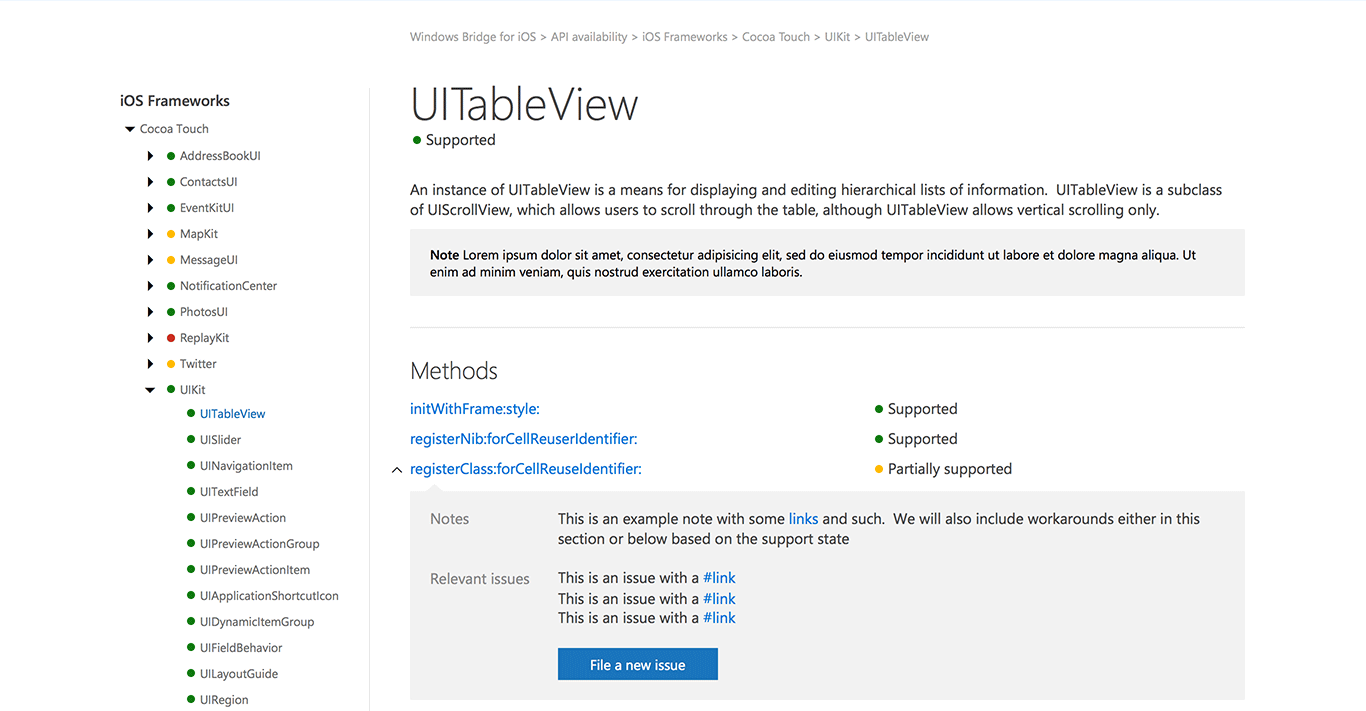 Windows Bridge for iOS > API availability > iOS Frameworks > Cocoa Touch > UIKit > UITableView
iOS Frameworks
Cocoa Touch
AddressBookUI
ContactsUI
EventKitUI
MapKit
MessageUI
NotificationCenter
PhotosUI
ReplayKit
Twitter
UIKit
UITableView
UISlider
UINavigationItem
UITextField
UIPreviewAction
UIPreviewActionGroup
UIPreviewActionItem
UIApplicationShortcutIcon
UIDynamicItemGroup
UIFieldBehavior
UILayoutGuide
UIRegion
UITableView
Supported
An instance of UITableView is a means for displaying and editing hierarchical lists of information.  UITableView is a subclass
of UIScrollView, which allows users to scroll through the table, although UITableView allows vertical scrolling only.
Note Lorem ipsum dolor sit amet, consectetur adipisicing elit, sed do eiusmod tempor incididunt ut labore et dolore magna aliqua. Ut
enim ad minim veniam, quis nostrud exercitation ullamco laboris.
Methods
initWithFrame:style: Supported
registerNib:forCellReuserIdentifier: Supported
registerClass:forCellReuseIdentifier: Partially supported
Notes This is an example note with some links and such.  We will also include workarounds either in this
section or below based on the support state
Relevant issues This is an issue with a #link
This is an issue with a #link
This is an issue with a #link
File a new issue